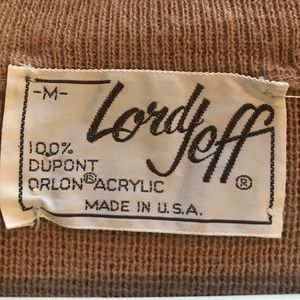 -M-
Lord Jeff ®
100%
DUPONT
ORLON® ACRYLIC
MADE IN U.S.A.